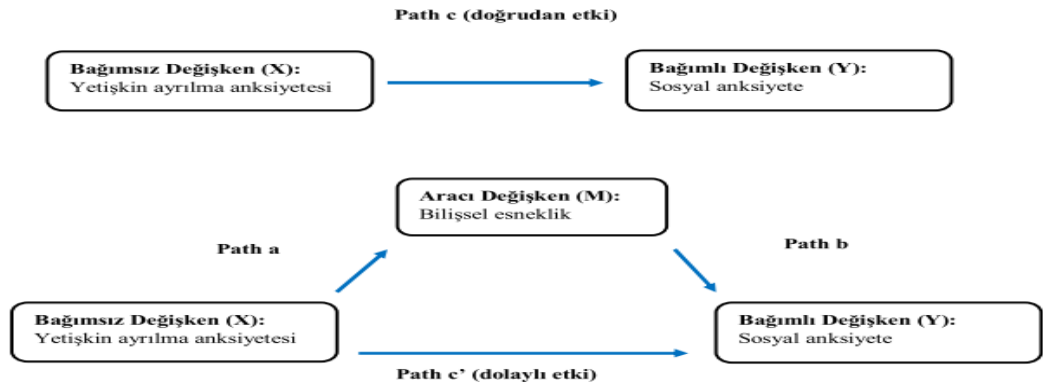 Path c (doğrudan etki)
Bağımsız Değişken (X):
Yetişkin ayrılma anksiyetesi
Bağımlı Değişken (Y):
Sosyal anksiyete
Aracı Değişken (M):
Bilişsel esneklik
Path a
Path b
Bağımsız Değişken (X):
Yetişkin ayrılma anksiyetesi
Bağımlı Değişken (Y):
Sosyal anksiyete
Path c’ (dolaylı etki)